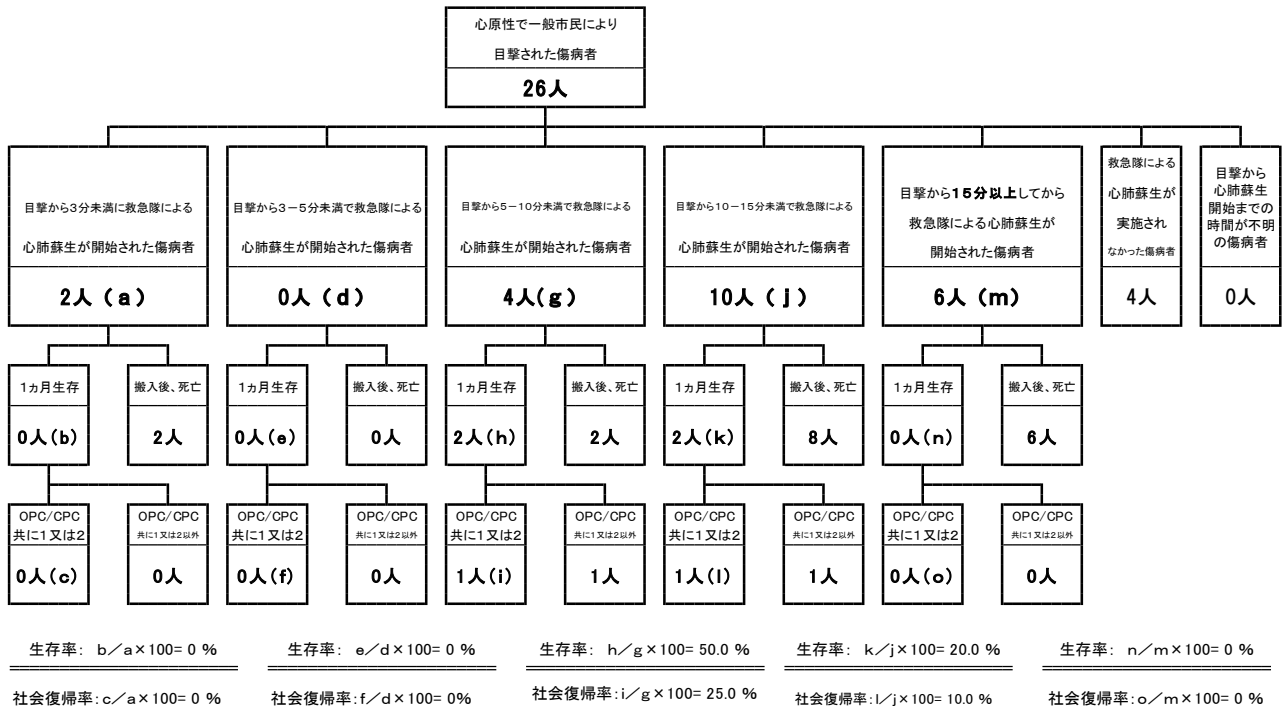 心原性で一般市民により
目撃された傷病者
26人
目撃から3分未満に救急隊による
心肺蘇生が開始された傷病者
2人（a）
目撃から3－5分未満で救急隊による
心肺蘇生が開始された傷病者
0人（d）
目撃から5－10分未満で救急隊による
心肺蘇生が開始された傷病者
4人(g)
目撃から10－15分未満で救急隊による
心肺蘇生が開始された傷病者
10人（j）
目撃から15分以上してから
救急隊による心肺蘇生が
開始された傷病者
6人（m）
救急隊による
心肺蘇生が
実施され
なかった傷病者
4人
目撃から
心肺蘇生
開始までの
時間が不明
の傷病者
0人
1ヵ月生存
0人(b)
搬入後、死亡
2人
1ヵ月生存
0人(e)
搬入後、死亡
0人
1ヵ月生存
2人(h)
搬入後、死亡
2人
1ヵ月生存
2人(k)
搬入後、死亡
8人
1ヵ月生存
0人(n)
搬入後、死亡
6人
OPC/CPC
共に1又は2
0人(c)
OPC/CPC
共に1又は2以外
0人
OPC/CPC
共に1又は2
0人(f)
OPC/CPC
共に1又は2以外
0人
OPC/CPC
共に1又は2
1人(i)
OPC/CPC
共に1又は2以外
1人
OPC/CPC
共に1又は2
1人(l)
OPC/CPC
共に1又は2以外
1人
OPC/CPC
共に1又は2
0人(o)
OPC/CPC
共に1又は2以外
0人
生存率： b／a×100= 0 %
社会復帰率：c／a×100= 0 %
生存率： e／d×100= 0 %
社会復帰率：f／d×100= 0%
生存率： h／g×100= 50.0 %
社会復帰率：i／g×100= 25.0 %
生存率： k／j×100= 20.0 %
社会復帰率：l／j×100= 10.0 %
生存率： n／m×100= 0 %
社会復帰率：o／m×100= 0 %